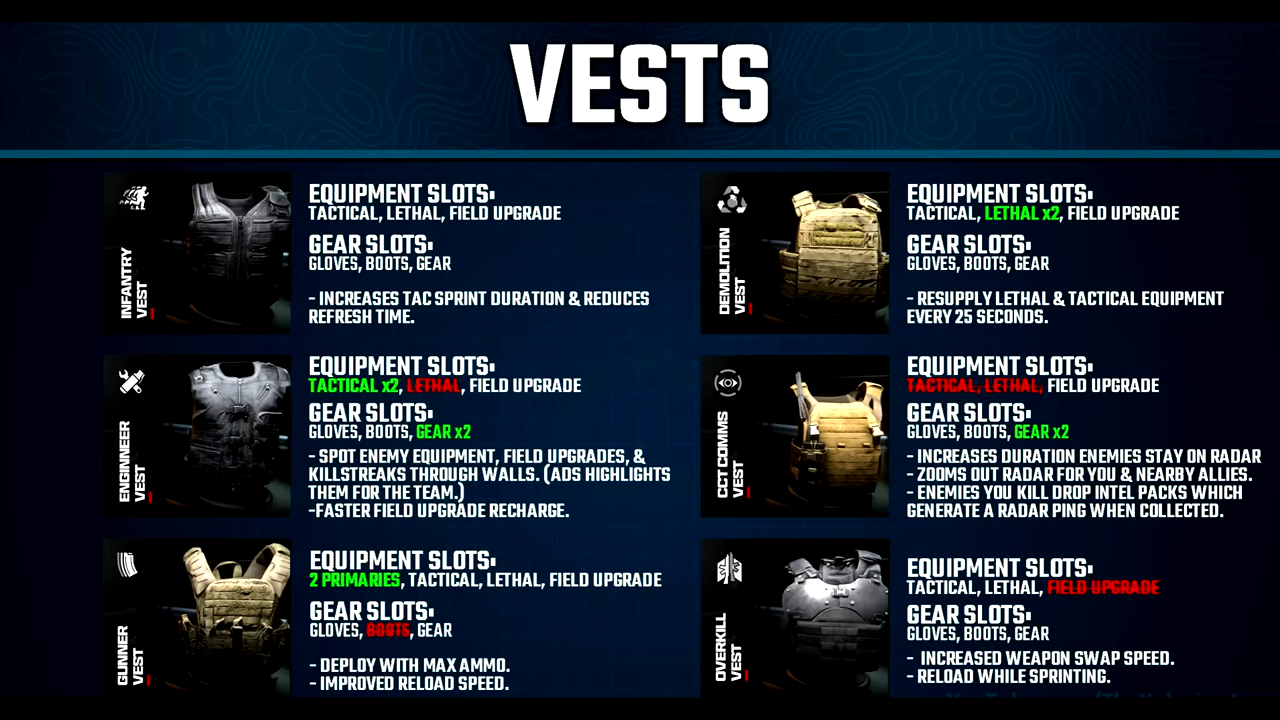 VESTS
INFANTRY
VEST
EQUIPMENT SLOTS:
TACTICAL, LETHAL, FIELD UPGRADE
GEAR SLOTS:
GLOVES, BOOTS, GEAR
- INCREASES TAC SPRINT DURATION & REDUCES
REFRESH TIME.
DEMOLITION
VEST
EQUIPMENT SLOTS:
TACTICAL, LETHAL x2, FIELD UPGRADE
GEAR SLOTS:
GLOVES, BOOTS, GEAR
- RESUPPLY LETHAL & TACTICAL EQUIPMENT
EVERY 25 SECONDS.
ENGINNEER
VEST
EQUIPMENT SLOTS:
TACTICAL x2, LETHAL, FIELD UPGRADE
GEAR SLOTS:
GLOVES, BOOTS, GEAR x2
- SPOT ENEMY EQUIPMENT, FIELD UPGRADES, &
KILLSTREAKS THROUGH WALLS. (ADS HIGHLIGHTS
THEM FOR THE TEAM.)
-FASTER FIELD UPGRADE RECHARGE.
CCT COMMS
VEST
EQUIPMENT SLOTS:
TACTICAL, LETHAL, FIELD UPGRADE
GEAR SLOTS:
GLOVES, BOOTS, GEAR x2
- INCREASES DURATION ENEMIES STAY ON RADAR
- ZOOMS OUT RADAR FOR YOU & NEARBY ALLIES.
- ENEMIES YOU KILL DROP INTEL PACKS WHICH
GENERATE A RADAR PING WHEN COLLECTED.
GUNNER
VEST
EQUIPMENT SLOTS:
2 PRIMARIES, TACTICAL, LETHAL, FIELD UPGRADE
GEAR SLOTS:
GLOVES, BOOTS, GEAR
- DEPLOY WITH MAX AMMO.
- IMPROVED RELOAD SPEED.
OVERKILL
VEST
EQUIPMENT SLOTS:
TACTICAL, LETHAL, FIELD UPGRADE
GEAR SLOTS:
GLOVES, BOOTS, GEAR
- INCREASED WEAPON SWAP SPEED.
- RELOAD WHILE SPRINTING.